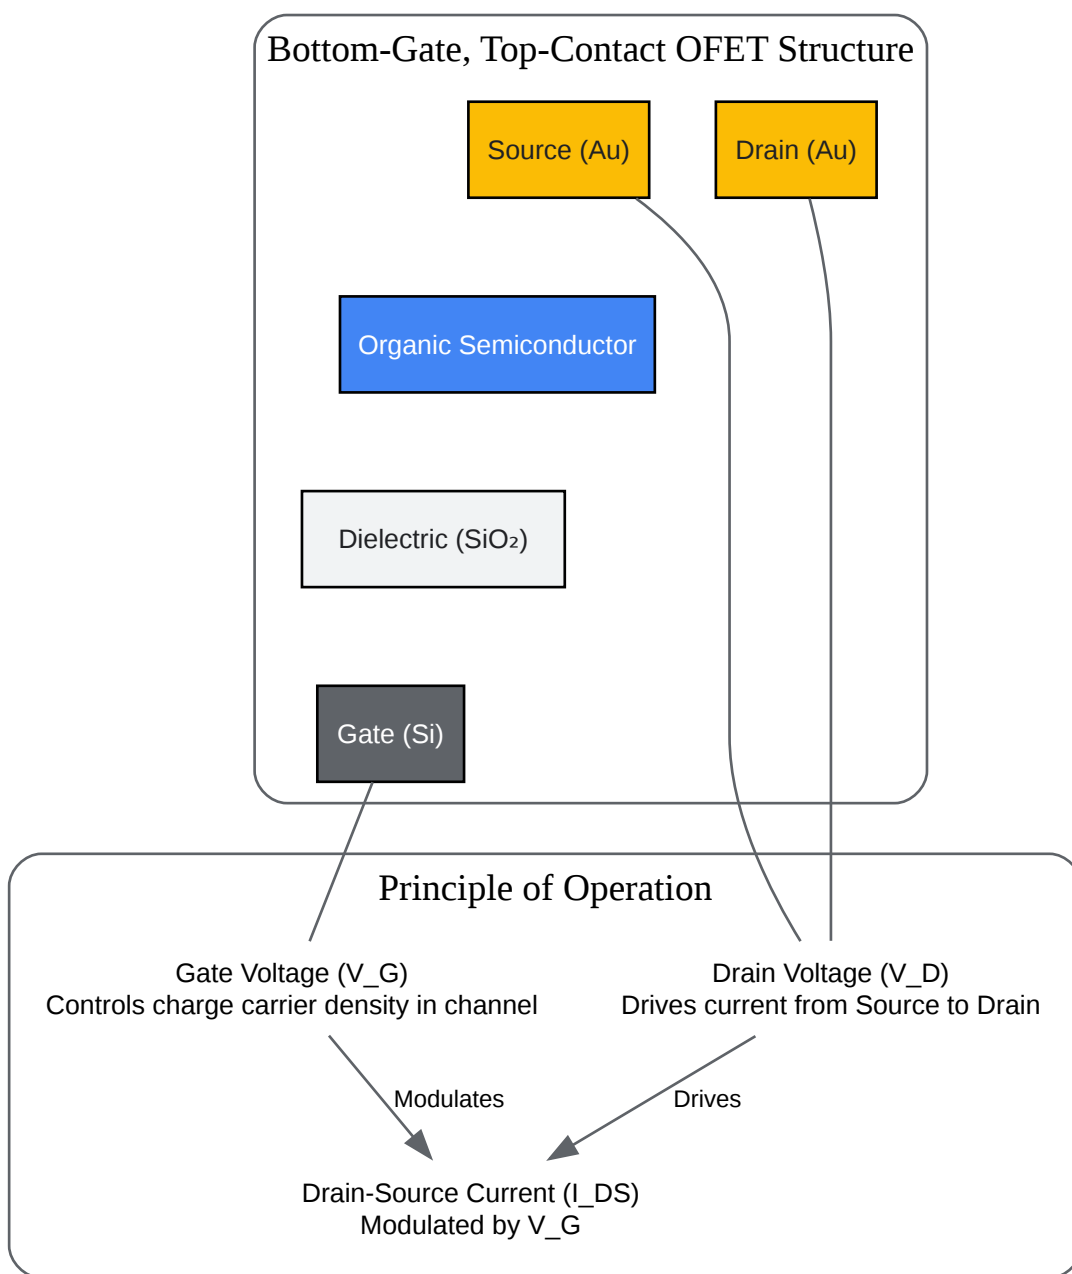 Bottom-Gate, Top-Contact OFET Structure
Source (Au)
Drain (Au)
Organic Semiconductor
Dielectric (SiO₂)
Gate (Si)
Principle of Operation
Gate Voltage (V_G)
Controls charge carrier density in channel
Drain Voltage (V_D)
Drives current from Source to Drain
Modulates
Drives
Drain-Source Current (I_DS)
Modulated by V_G